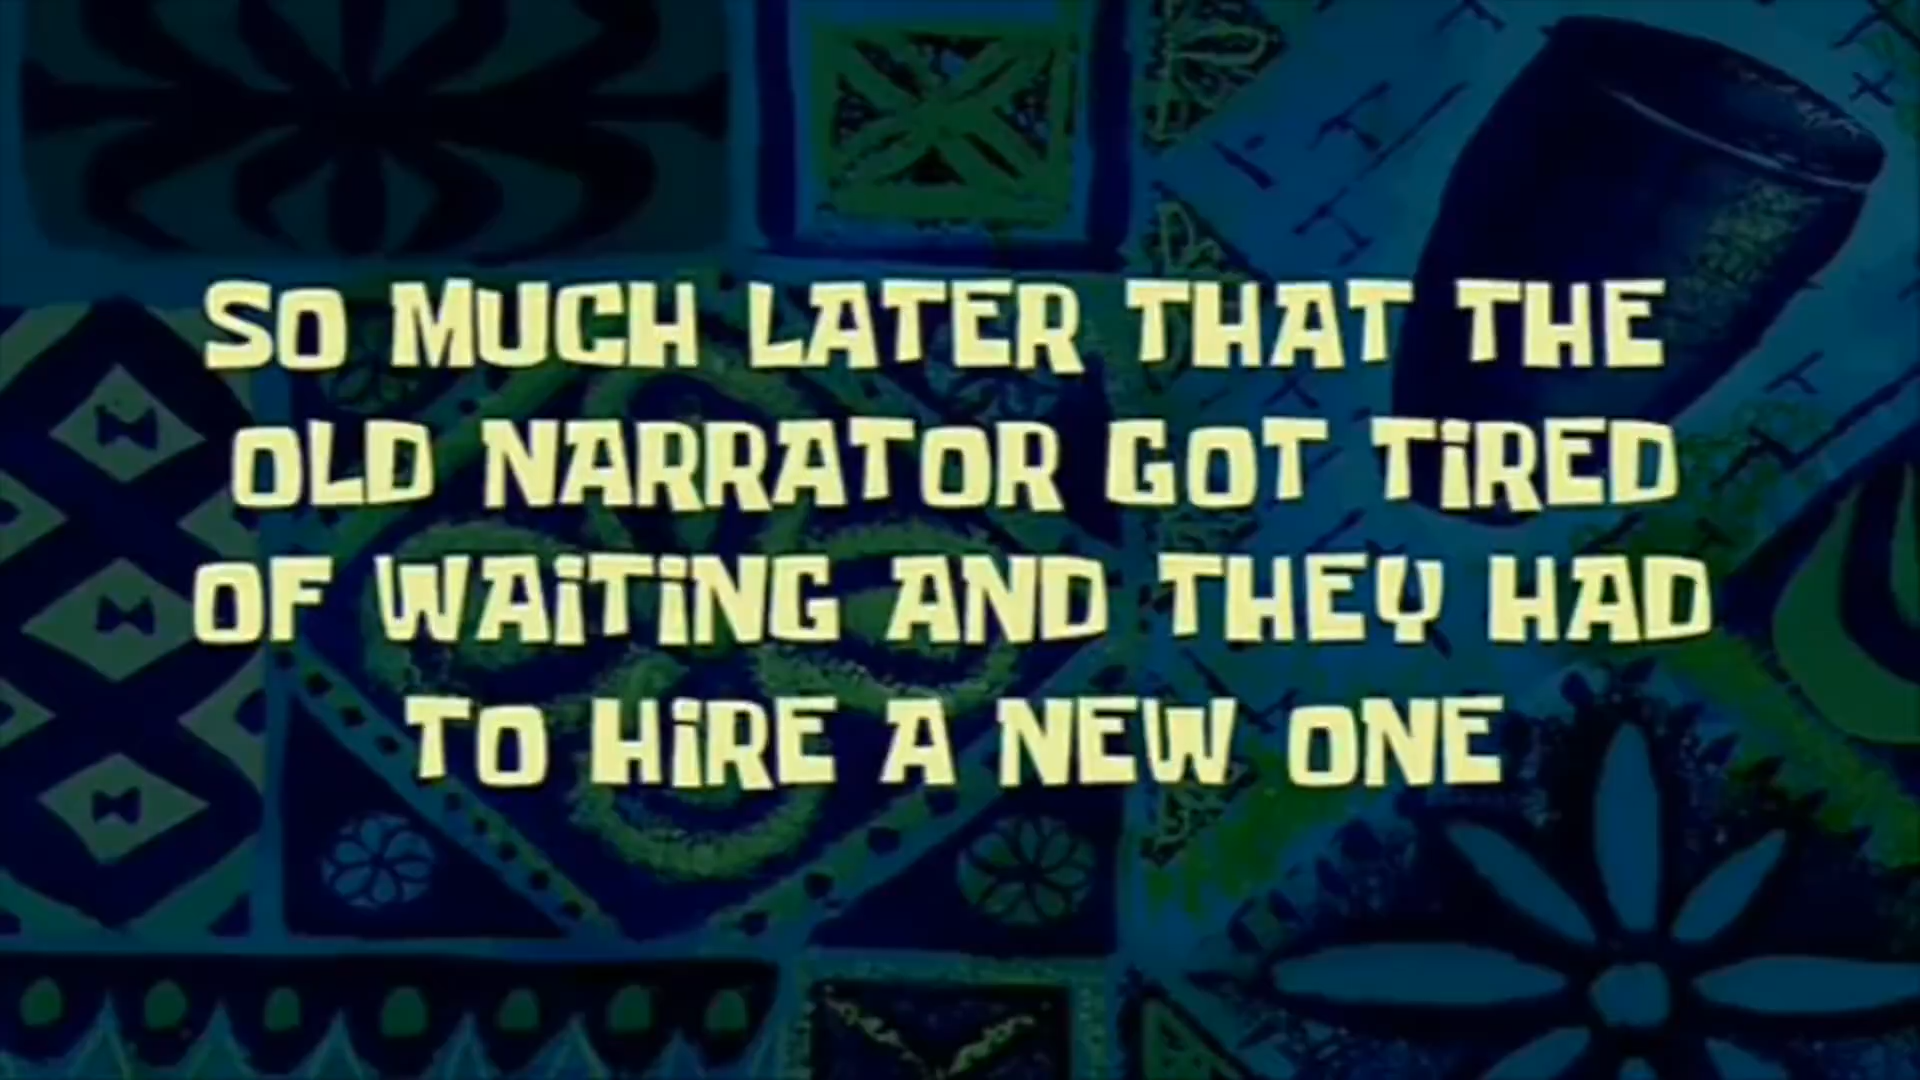 SO MUCH LATER THAT THE
OLD NARRATOR GOT TiRED
OF WAiTiNG AND THEY HAD
TO HiRE A NEW ONE